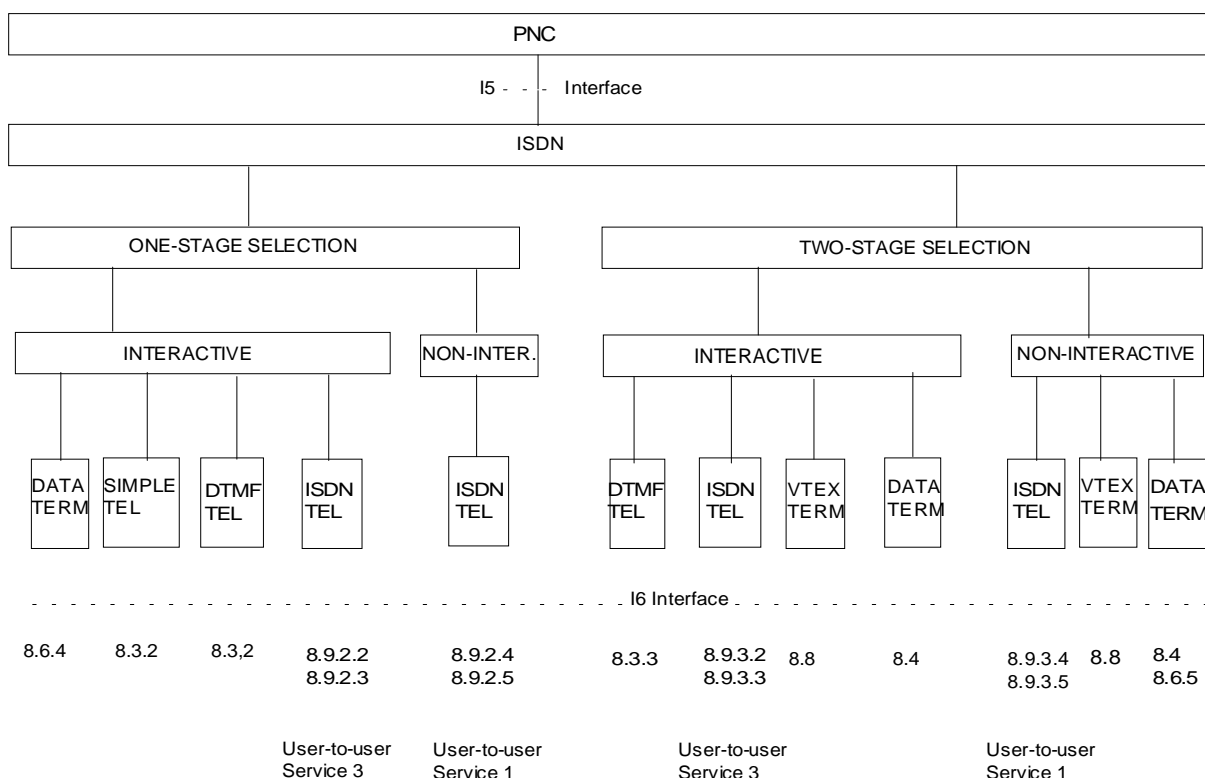 PNC
I5 - - - - Interface
ISDN
ONE-STAGE SELECTION
TWO-STAGE SELECTION
INTERACTIVE
NON-INTER.
INTERACTIVE
NON-INTERACTIVE
DATA
TERM
SIMPLE
TEL
DTMF
TEL
ISDN
TEL
ISDN
TEL
DTMF
TEL
ISDN
TEL
VTEX
TERM
DATA
TERM
ISDN
TEL
VTEX
TERM
DATA
TERM
I6 Interface
8.6.4
8.3.2
8.3,2
8.9.2.2
8.9.2.3
8.9.2.4
8.9.2.5
8.3.3
8.9.3.2
8.9.3.3
8.8
8.4
8.9.3.4
8.9.3.5
8.8
8.4
8.6.5
User-to-user
Service 3
User-to-user
Service 1
User-to-user
Service 3
User-to-user
Service 1